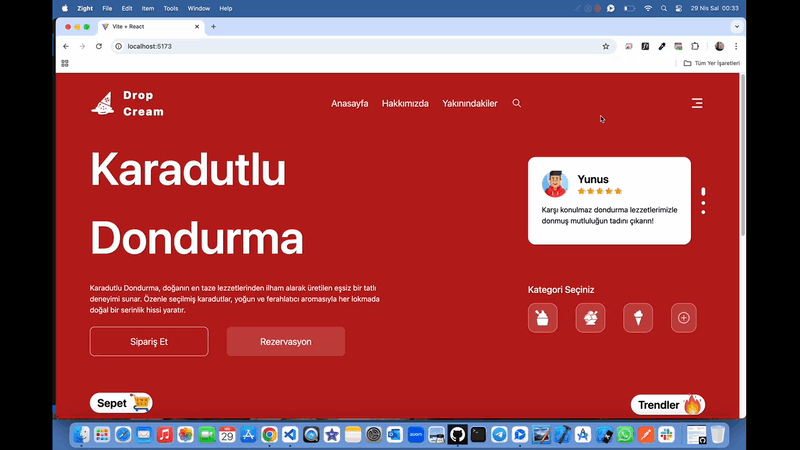 Zight File Edit Item Tools Window Help 29 Nis Sal 00:33
Vite + React
localhost:5173
Tüm Yer İşaretleri
Drop
Cream
Anasayfa Hakkımızda Yakınındakiler
Karadutlu
Dondurma
Yunus
Karşı konulmaz dondurma lezzetlerimizle
donmuş mutluluğun tadını çıkarın!
Karadutlu Dondurma, doğanın en taze lezzetlerinden ilham alarak üretilen eşsiz bir tatlı
deneyimi sunar. Özenle seçilmiş karadutlar, yoğun ve ferahlatıcı aromasıyla her lokmada
doğal bir serinlik hissi yaratır.
Kategori Seçiniz
Sipariş Et Rezervasyon
Sepet
Trendler
29
zoom